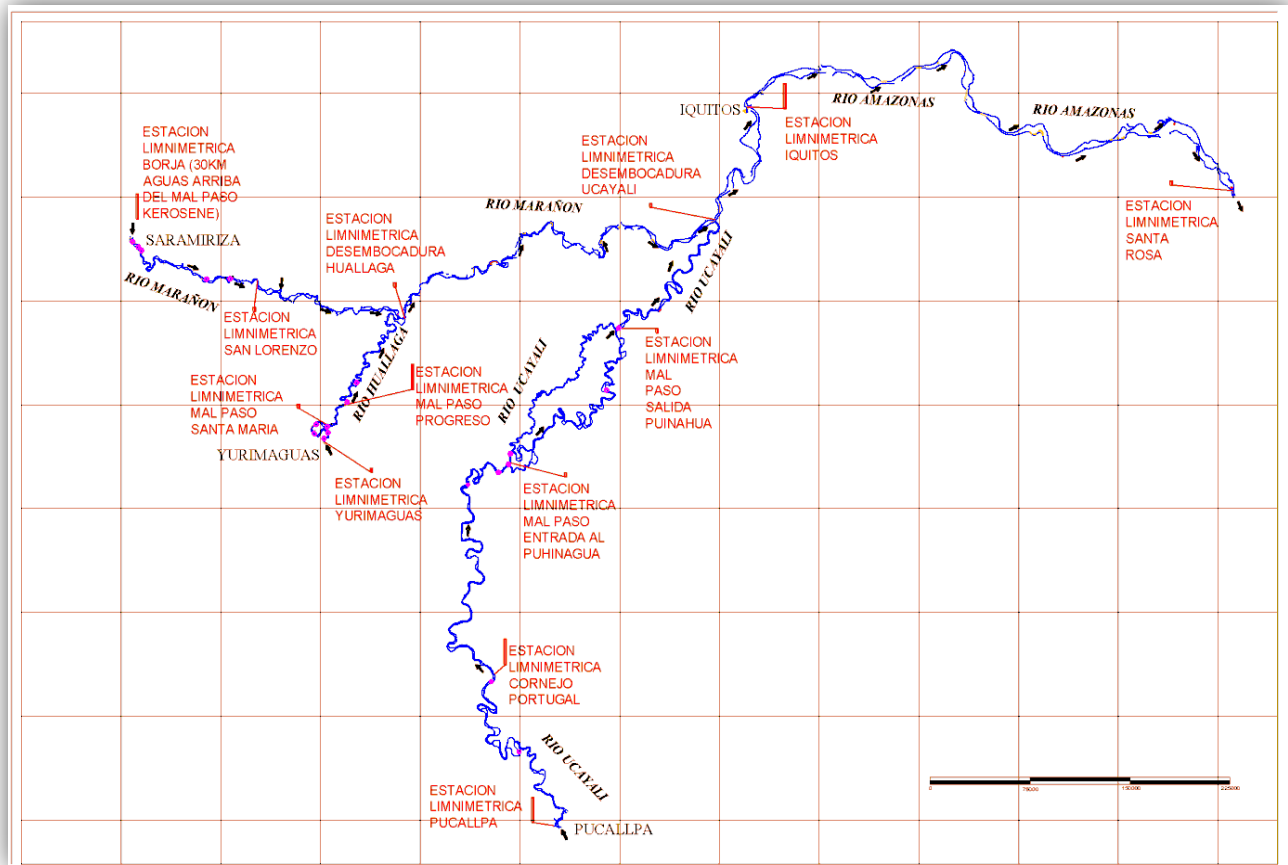 IQUITOS
RIO AMAZONAS
RIO AMAZONAS
ESTACION
LIMNIMETRICA
IQUITOS
ESTACION
LIMNIMETRICA
BORJA (30KM
AGUAS ARRIBA
DEL MAL PASO
KEROSENE)
SARAMIRIZA
RIO MARAÑON
ESTACION
LIMNIMETRICA
DESEMBOCADURA
UCAYALI
RIO MARAÑON
ESTACION
LIMNIMETRICA
DESEMBOCADURA
HUALLAGA
ESTACION
LIMNIMETRICA
SANTA
ROSA
RIO UCAYALI
ESTACION
LIMNIMETRICA
SAN LORENZO
RIO HUALLAGA
ESTACION
LIMNIMETRICA
MAL PASO
SANTA MARIA
ESTACION
LIMNIMETRICA
MAL PASO
PROGRESO
RIO UCAYALI
ESTACION
LIMNIMETRICA
MAL
PASO
SALIDA
PUINAHUA
YURIMAGUAS
ESTACION
LIMNIMETRICA
YURIMAGUAS
ESTACION
LIMNIMETRICA
MAL PASO
ENTRADA AL
PUHINAGUA
ESTACION
LIMNIMETRICA
CORNEJO
PORTUGAL
RIO UCAYALI
ESTACION
LIMNIMETRICA
PUCALLPA
PUCALLPA
0 75000 150000 225000